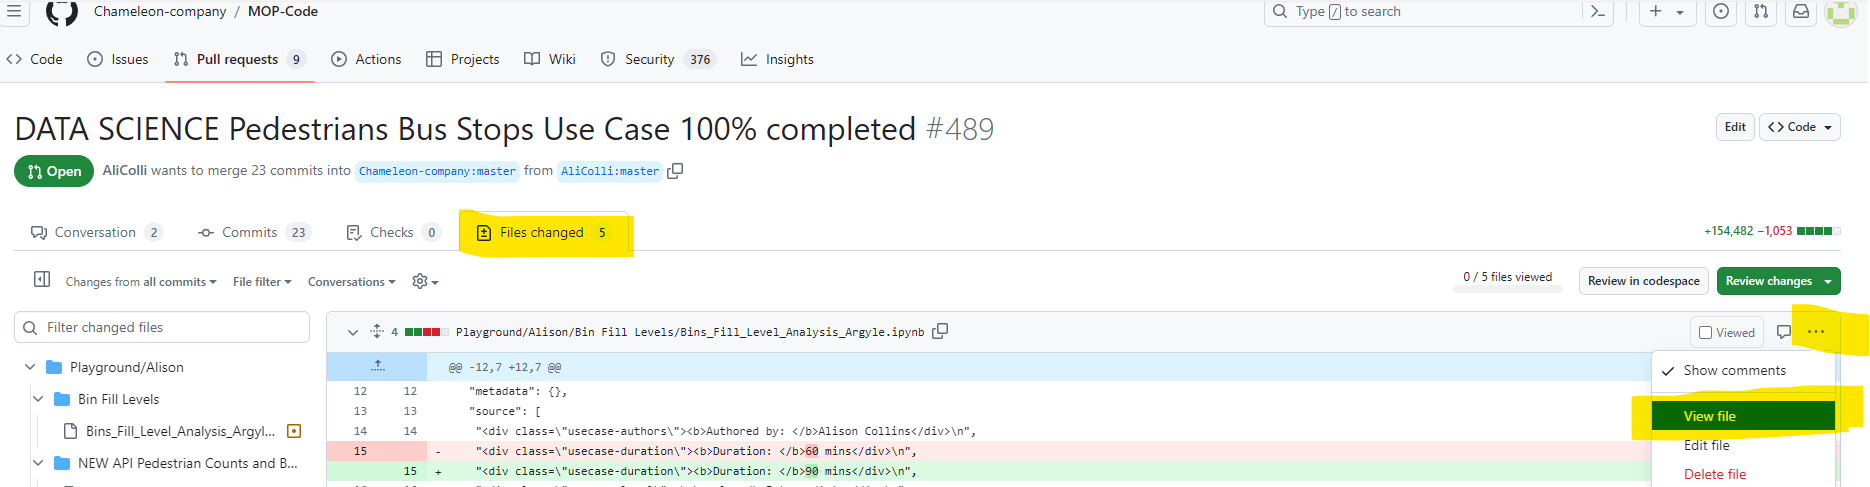 Chameleon-company / MOP-Code
Type / to search
Code
Issues
Pull requests 9
Actions
Projects
Wiki
Security 376
Insights
DATA SCIENCE Pedestrians Bus Stops Use Case 100% completed #489
Edit
<> Code
Open
AliColli wants to merge 23 commits into Chameleon-company:master from AliColli:master
Conversation 2
Commits 23
Checks 0
Files changed 5
+154,482 −1,053
Changes from all commits
File filter
Conversations
0 / 5 files viewed
Review in codespace
Review changes
Filter changed files
Playground/Alison
Bin Fill Levels
Bins_Fill_Level_Analysis_Argyl...
NEW API Pedestrian Counts and B...
4 Playground/Alison/Bin Fill Levels/Bins_Fill_Level_Analysis_Argyle.ipynb
Viewed
@@ -12,7 +12,7 @@
12 12 "metadata": {},
13 13 "source": [
14 14 "<div class=\"usecase-authors\"><b>Authored by: </b>Alison Collins</div>\n",
15 - "<div class=\"usecase-duration\"><b>Duration: </b>60 mins</div>\n",
15 + "<div class=\"usecase-duration\"><b>Duration: </b>90 mins</div>\n",
Show comments
View file
Edit file
Delete file